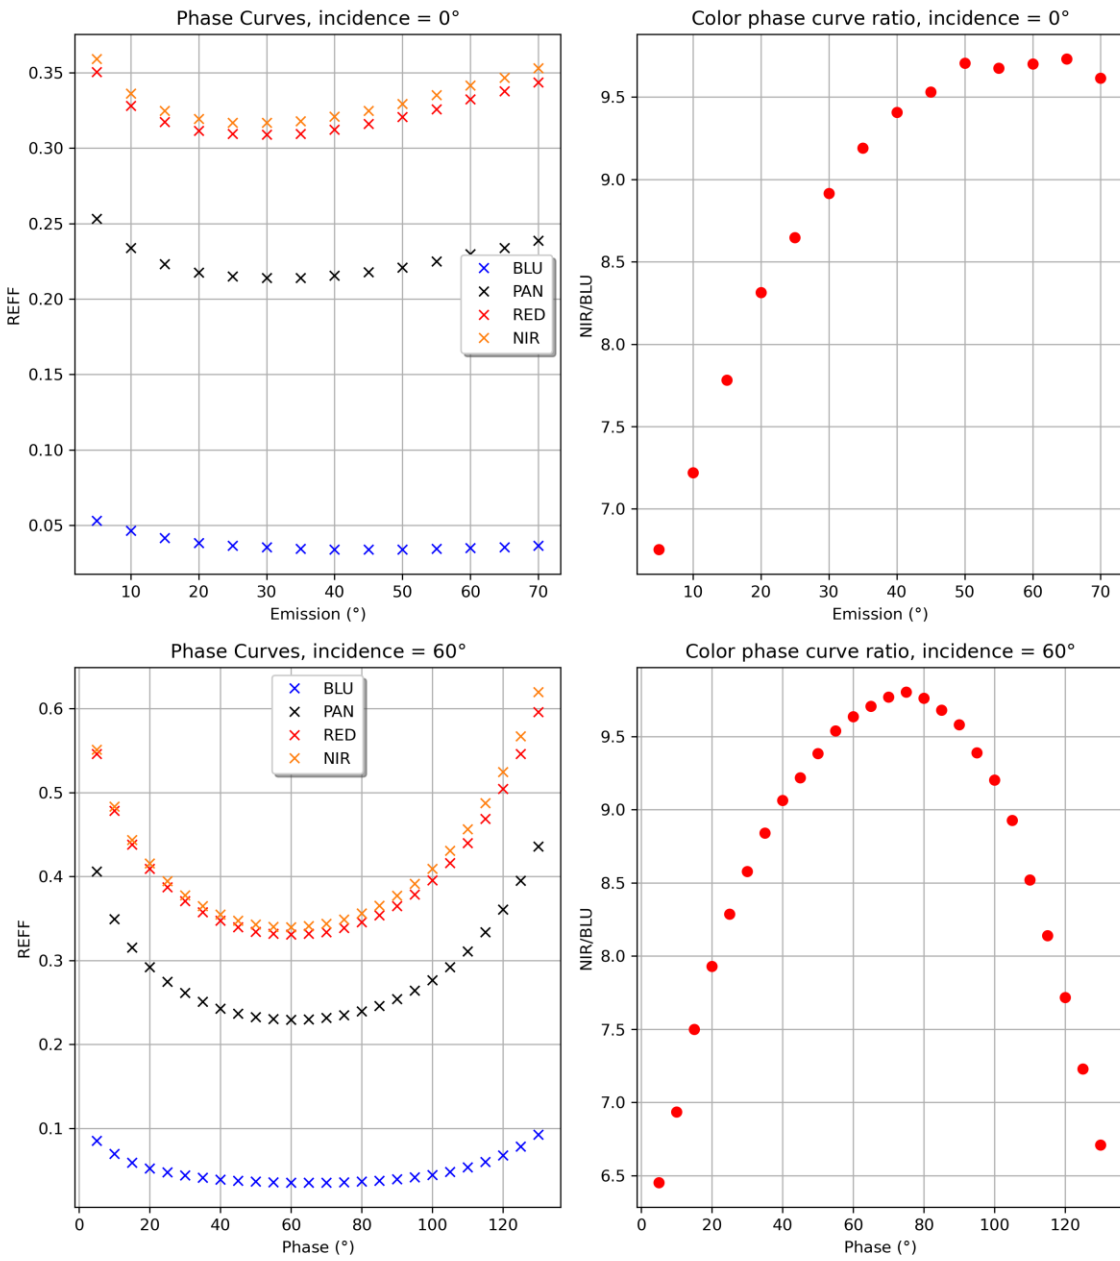 Phase Curves, incidence = 0°
0.35
0.30
0.25
0.20
0.15
0.10
0.05
REFF
BLU
PAN
RED
NIR
10 20 30 40 50 60 70
Emission (°)
Color phase curve ratio, incidence = 0°
9.5
9.0
8.5
8.0
7.5
7.0
NIR/BLU
10 20 30 40 50 60 70
Emission (°)
Phase Curves, incidence = 60°
0.6
0.5
0.4
0.3
0.2
0.1
REFF
BLU
PAN
RED
NIR
0 20 40 60 80 100 120
Phase (°)
Color phase curve ratio, incidence = 60°
9.5
9.0
8.5
8.0
7.5
7.0
6.5
NIR/BLU
0 20 40 60 80 100 120
Phase (°)